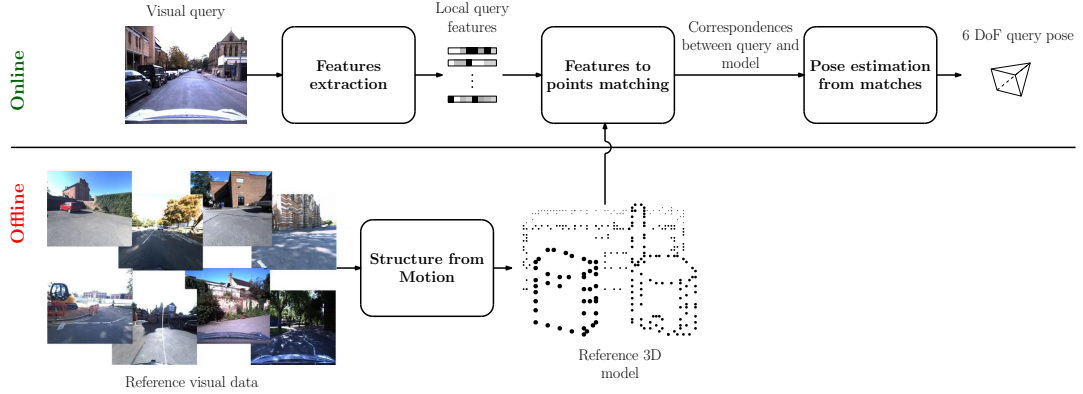 Online
Visual query
Features
extraction
Local query
features
Features to
points matching
Correspondences
between query and
model
Pose estimation
from matches
6 DoF query pose
Offline
Reference visual data
Structure from
Motion
Reference 3D
model